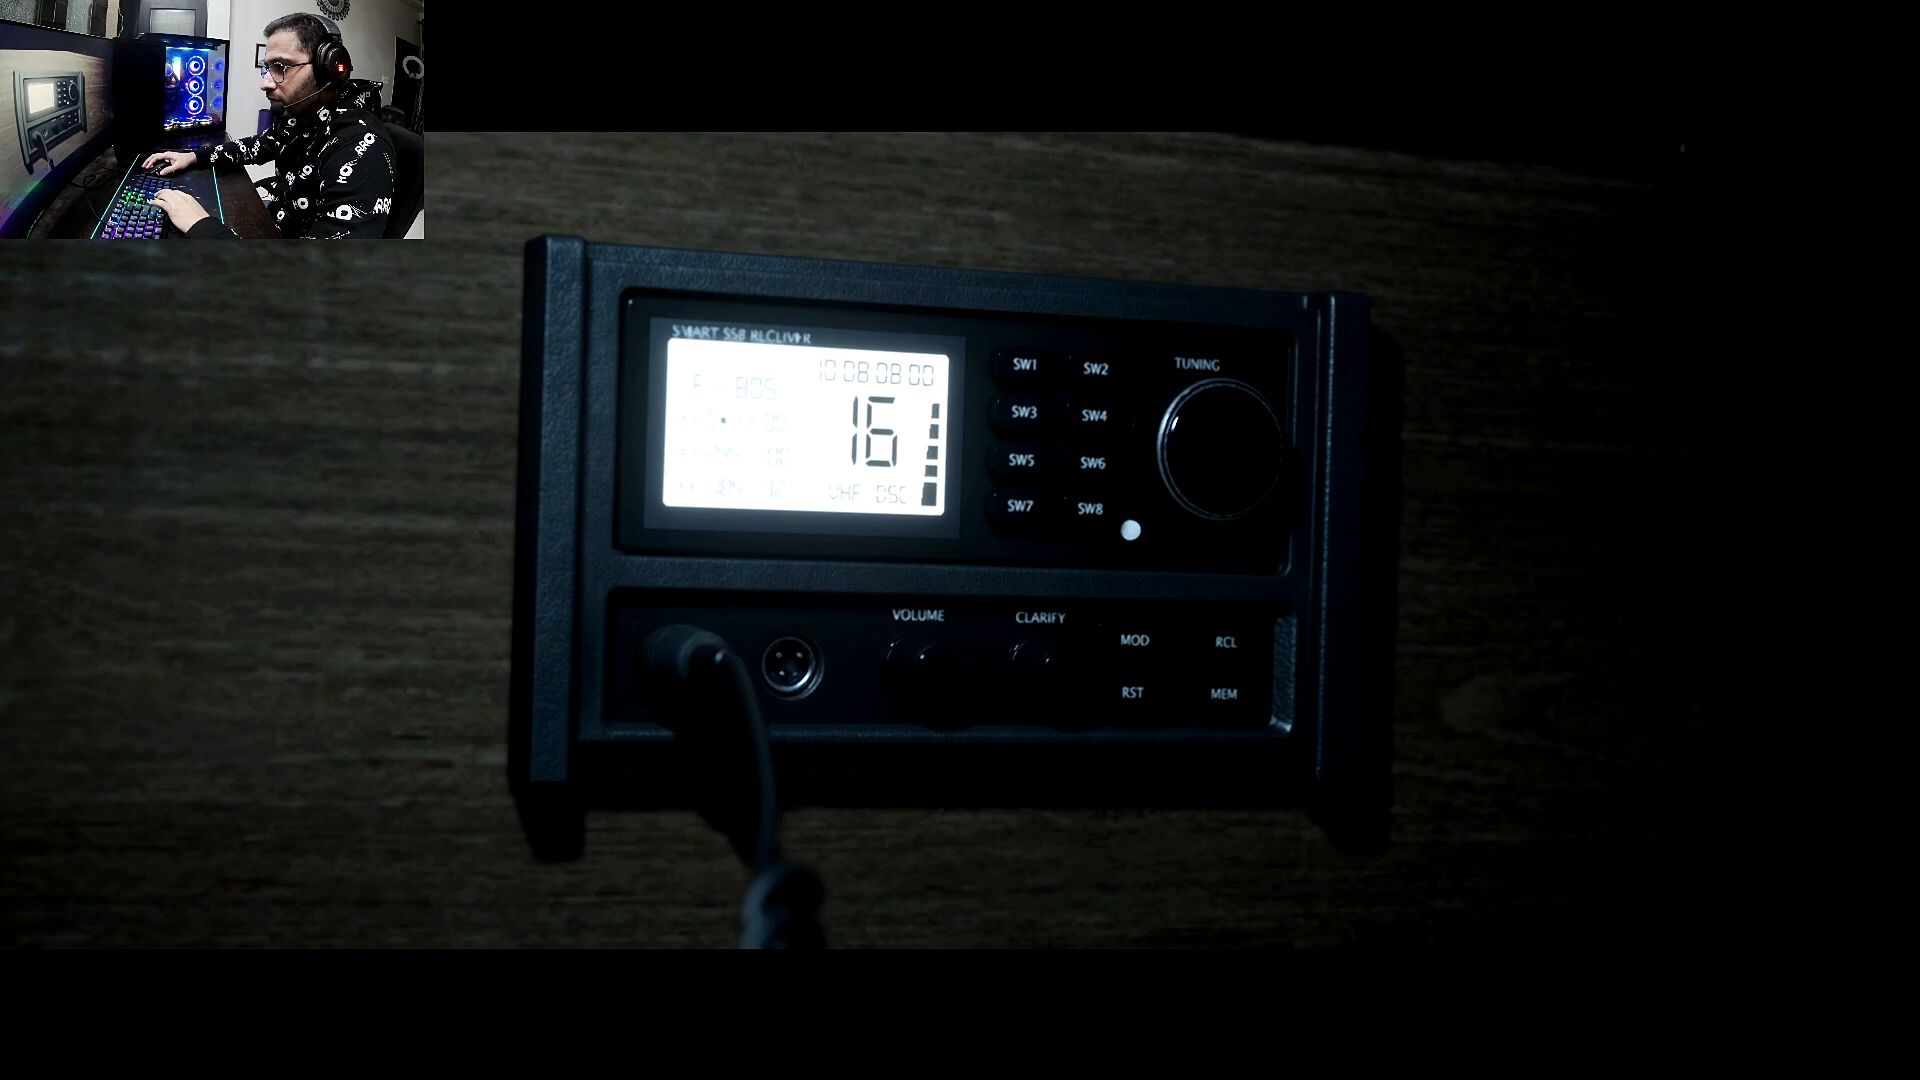 SMART SSB RECEIVER
10 08 08 00
805
16
VHF DSC
SW1 SW2
SW3 SW4
SW5 SW6
SW7 SW8
TUNING
VOLUME
CLARIFY
MOD RCL
RST MEM